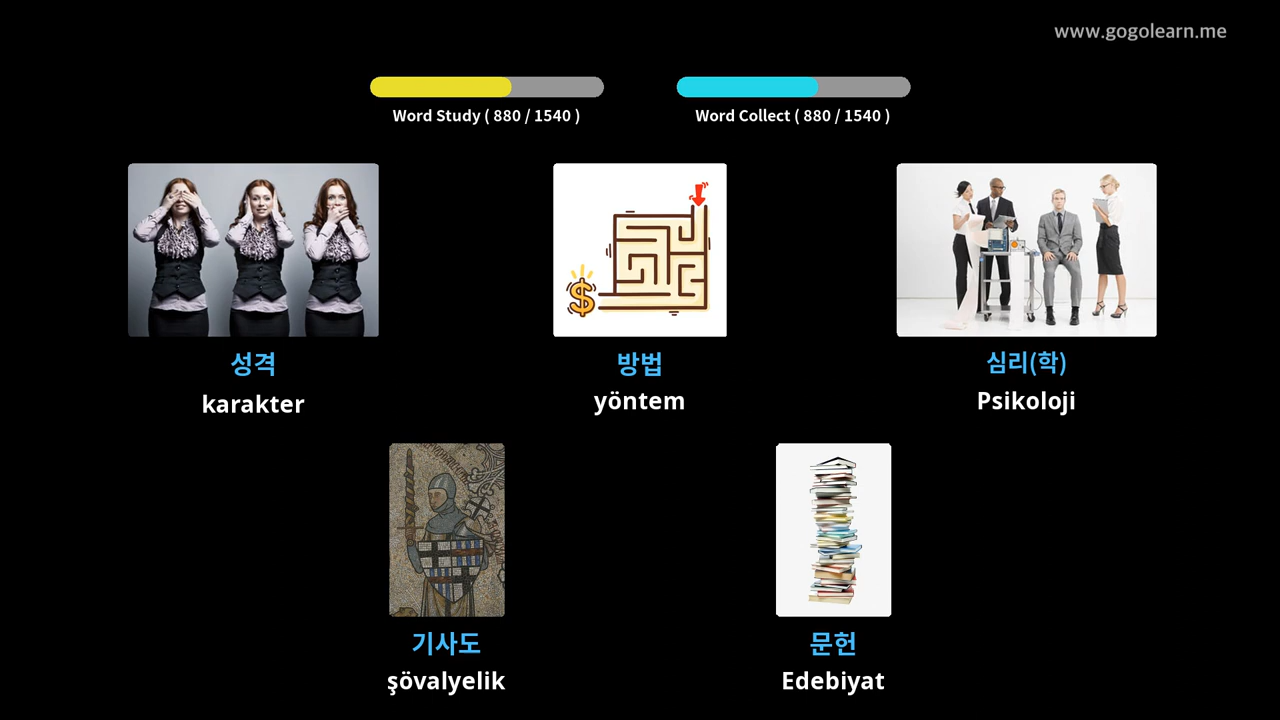 www.gogolearn.me
Word Study ( 880 / 1540 )
Word Collect ( 880 / 1540 )
성격
karakter
방법
yöntem
심리(학)
Psikoloji
기사도
şövalyelik
문헌
Edebiyat